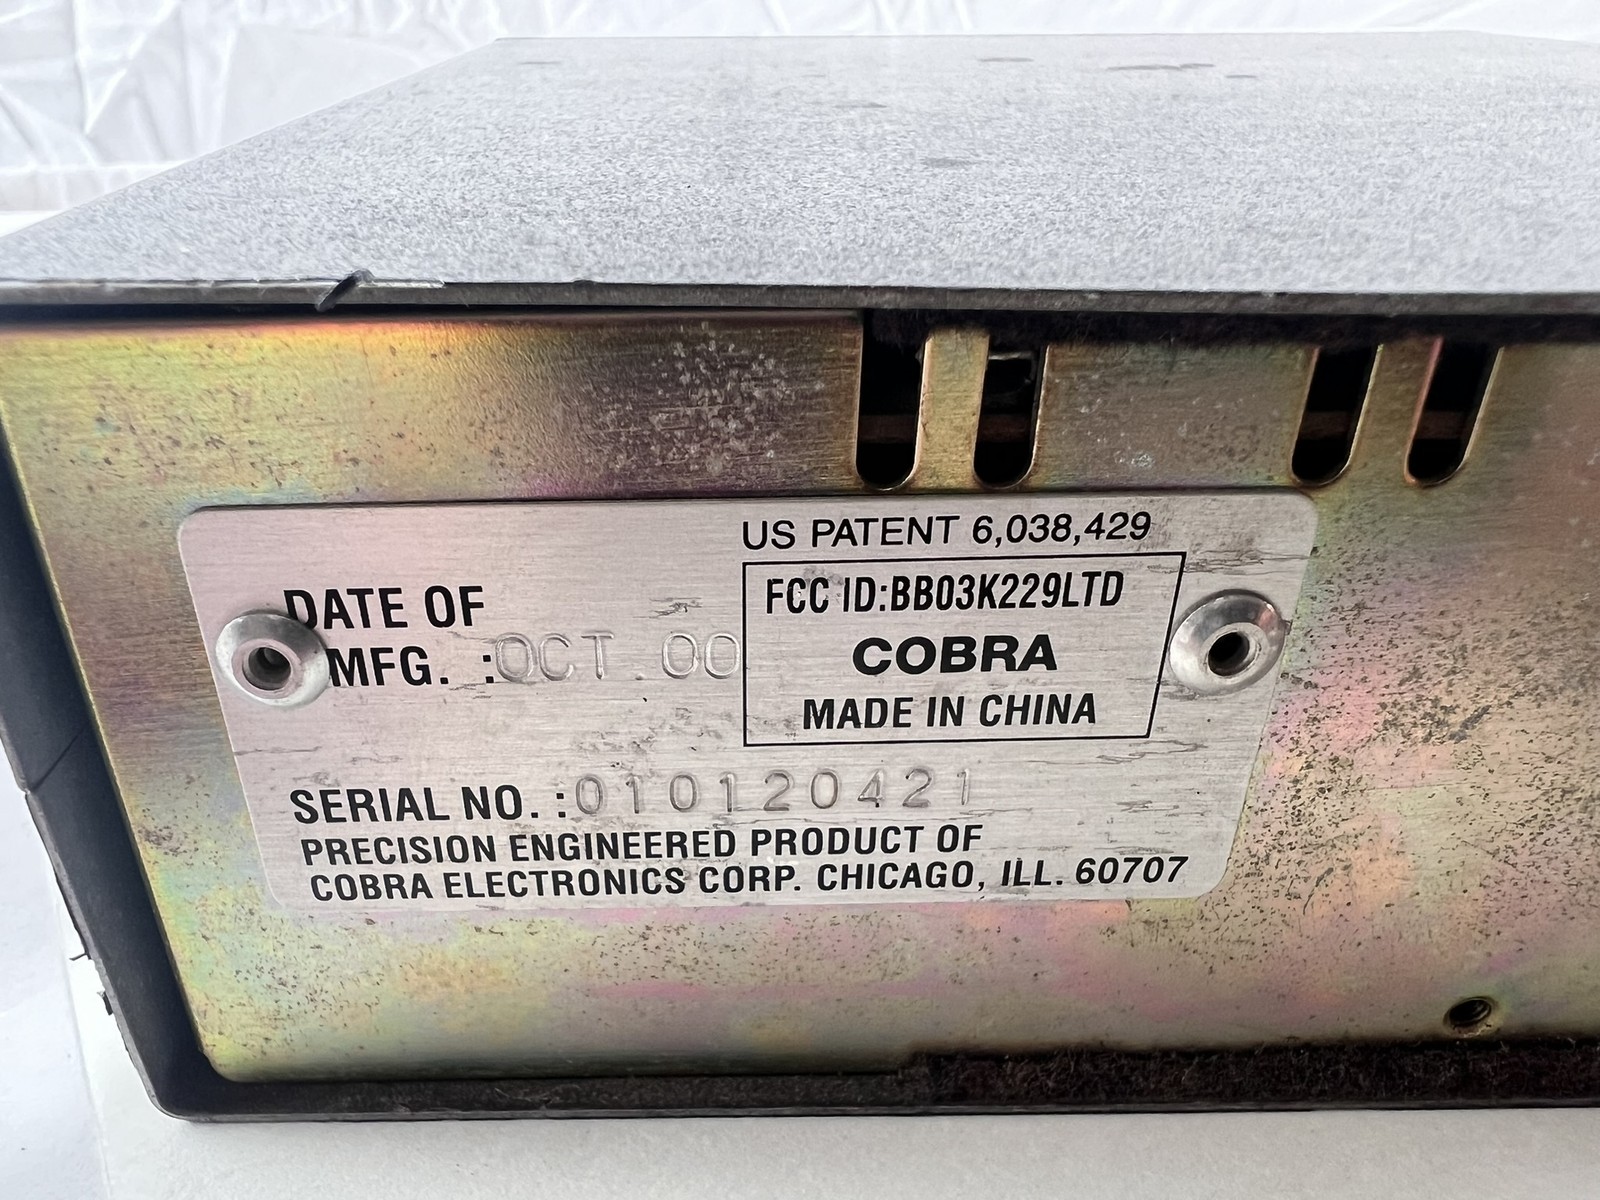 US PATENT 6,038,429
DATE OF
MFG. :OCT.00
FCC ID:BB03K229LTD
COBRA
MADE IN CHINA
SERIAL NO. :010120421
PRECISION ENGINEERED PRODUCT OF
COBRA ELECTRONICS CORP. CHICAGO, ILL. 60707